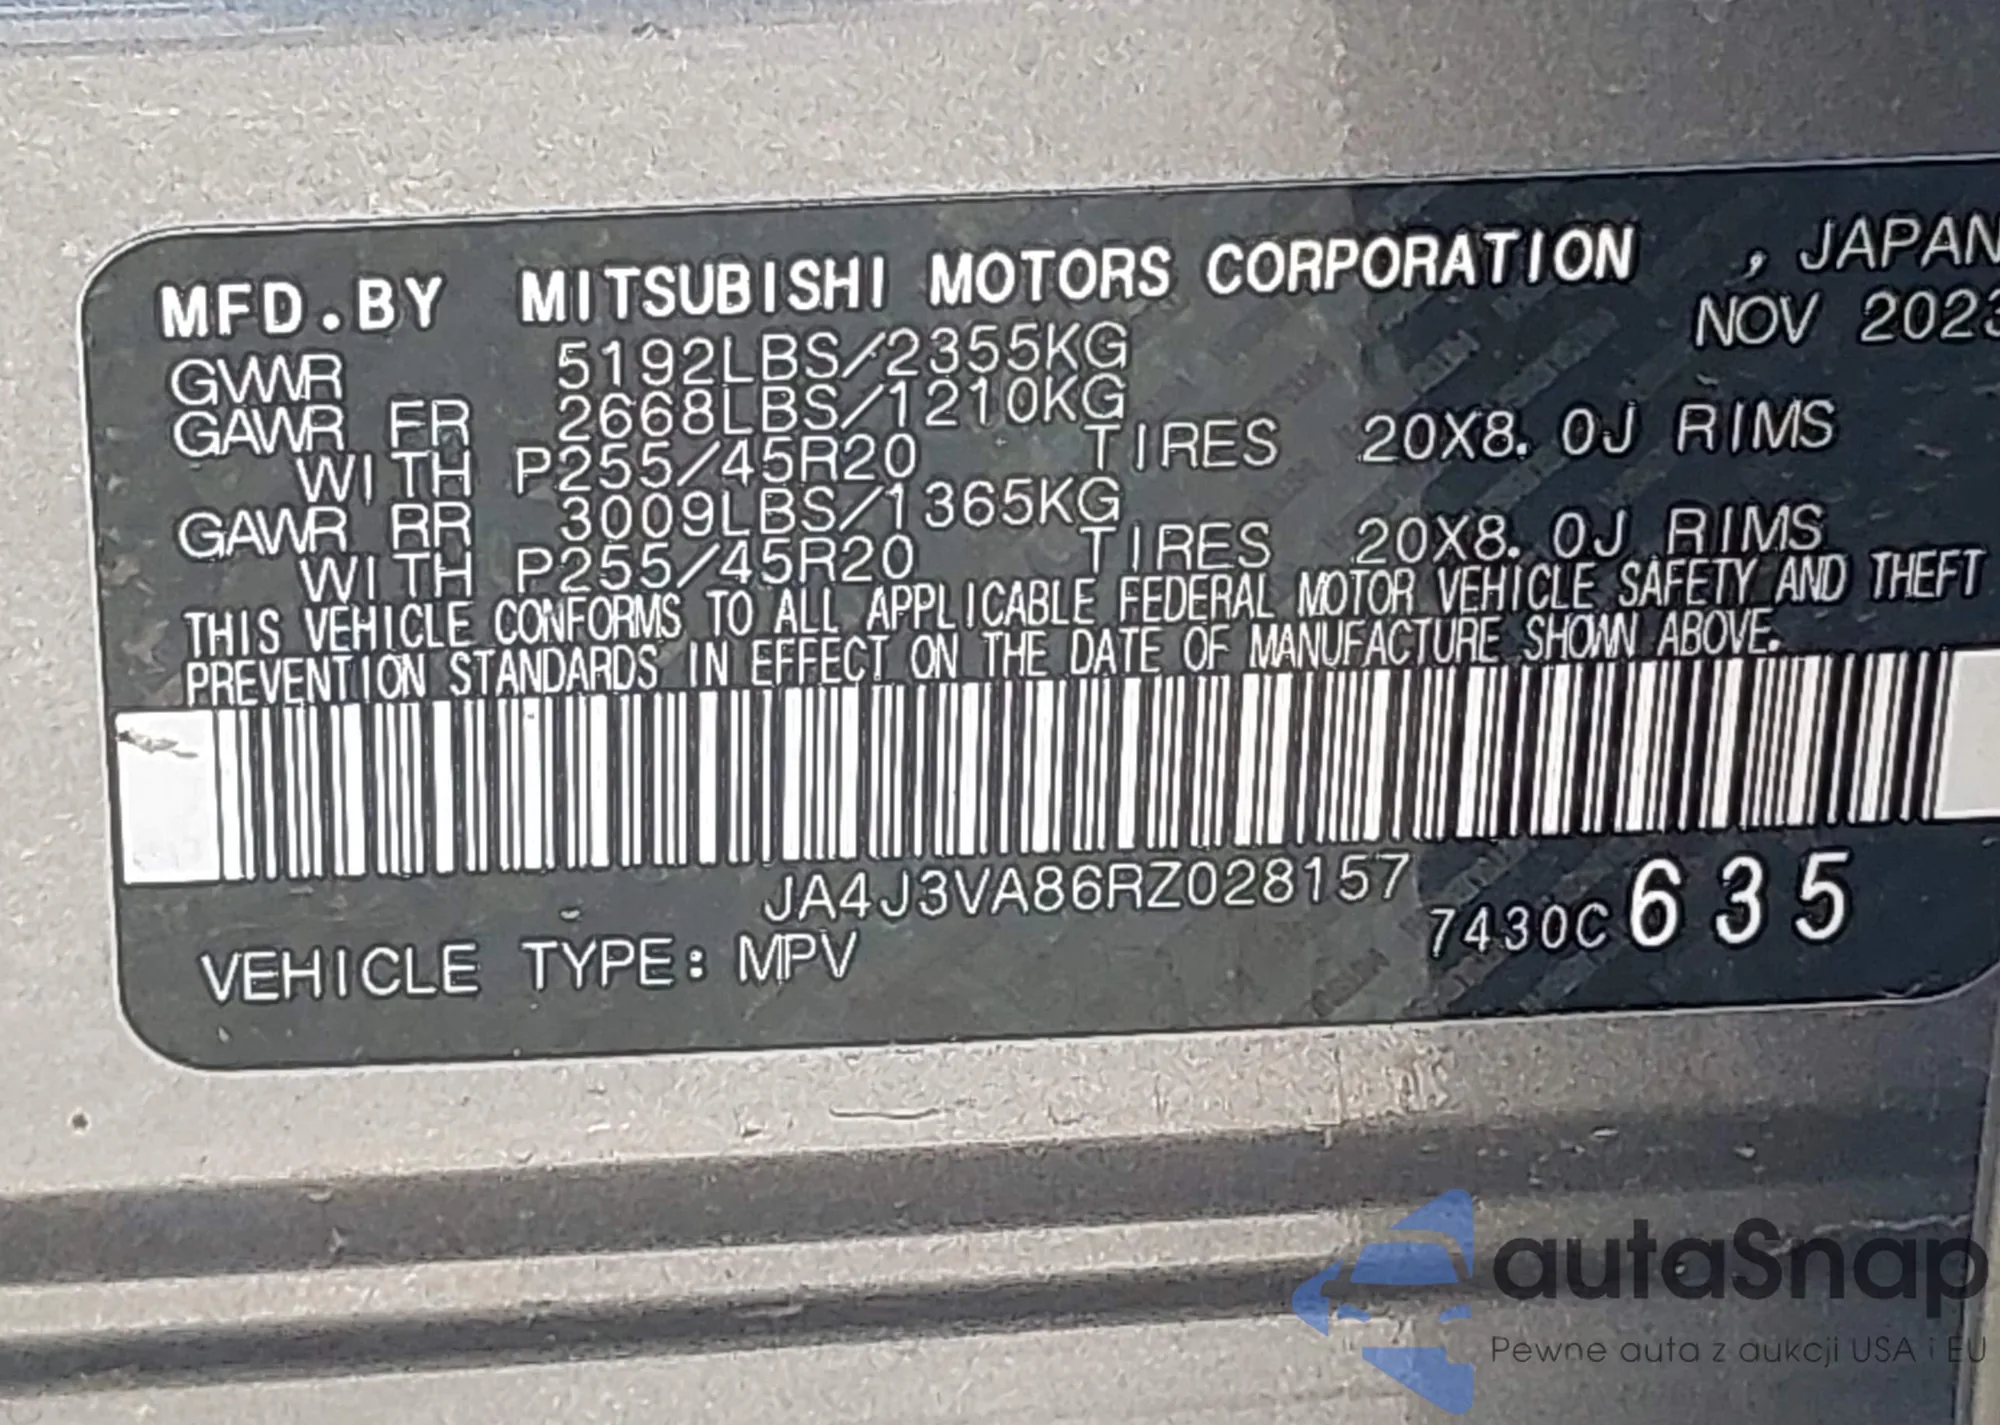 MFD.BY MITSUBISHI MOTORS CORPORATION , JAPAN
NOV 2023
GVWR 5192LBS/2355KG
GAWR FR 2668LBS/1210KG
WITH P255/45R20 TIRES 20X8.0J RIMS
GAWR RR 3009LBS/1365KG
WITH P255/45R20 TIRES 20X8.0J RIMS
THIS VEHICLE CONFORMS TO ALL APPLICABLE FEDERAL MOTOR VEHICLE SAFETY AND THEFT
PREVENTION STANDARDS IN EFFECT ON THE DATE OF MANUFACTURE SHOWN ABOVE.
JA4J3VA86RZ028157
7430C 635
VEHICLE TYPE: MPV
autaSnap
Pewne auta z aukcji USA i EU